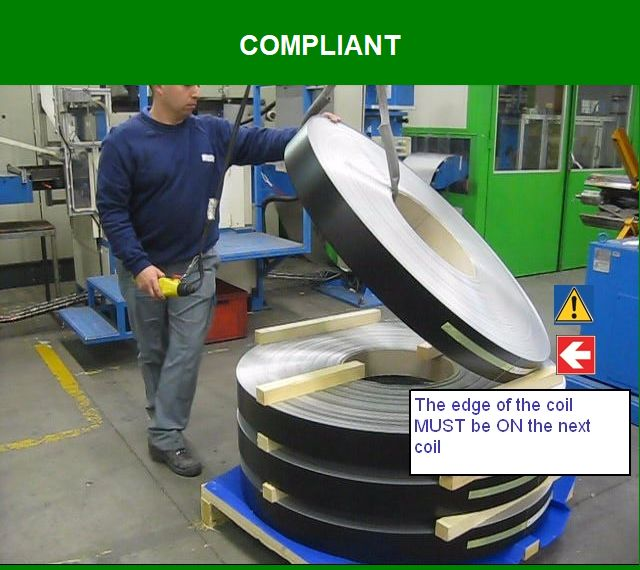 COMPLIANT
The edge of the coil
MUST be ON the next
coil